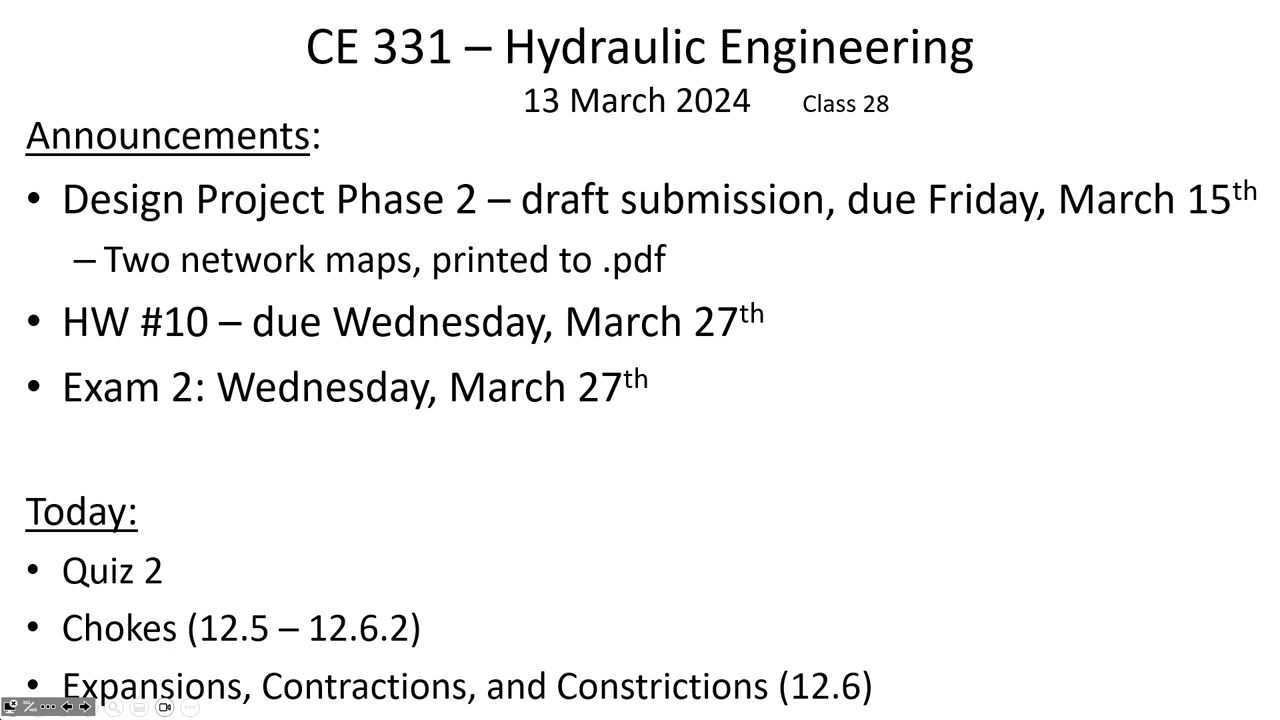 CE 331 – Hydraulic Engineering
13 March 2024 Class 28
Announcements:
• Design Project Phase 2 – draft submission, due Friday, March 15th
– Two network maps, printed to .pdf
• HW #10 – due Wednesday, March 27th
• Exam 2: Wednesday, March 27th
Today:
• Quiz 2
• Chokes (12.5 – 12.6.2)
• Expansions, Contractions, and Constrictions (12.6)